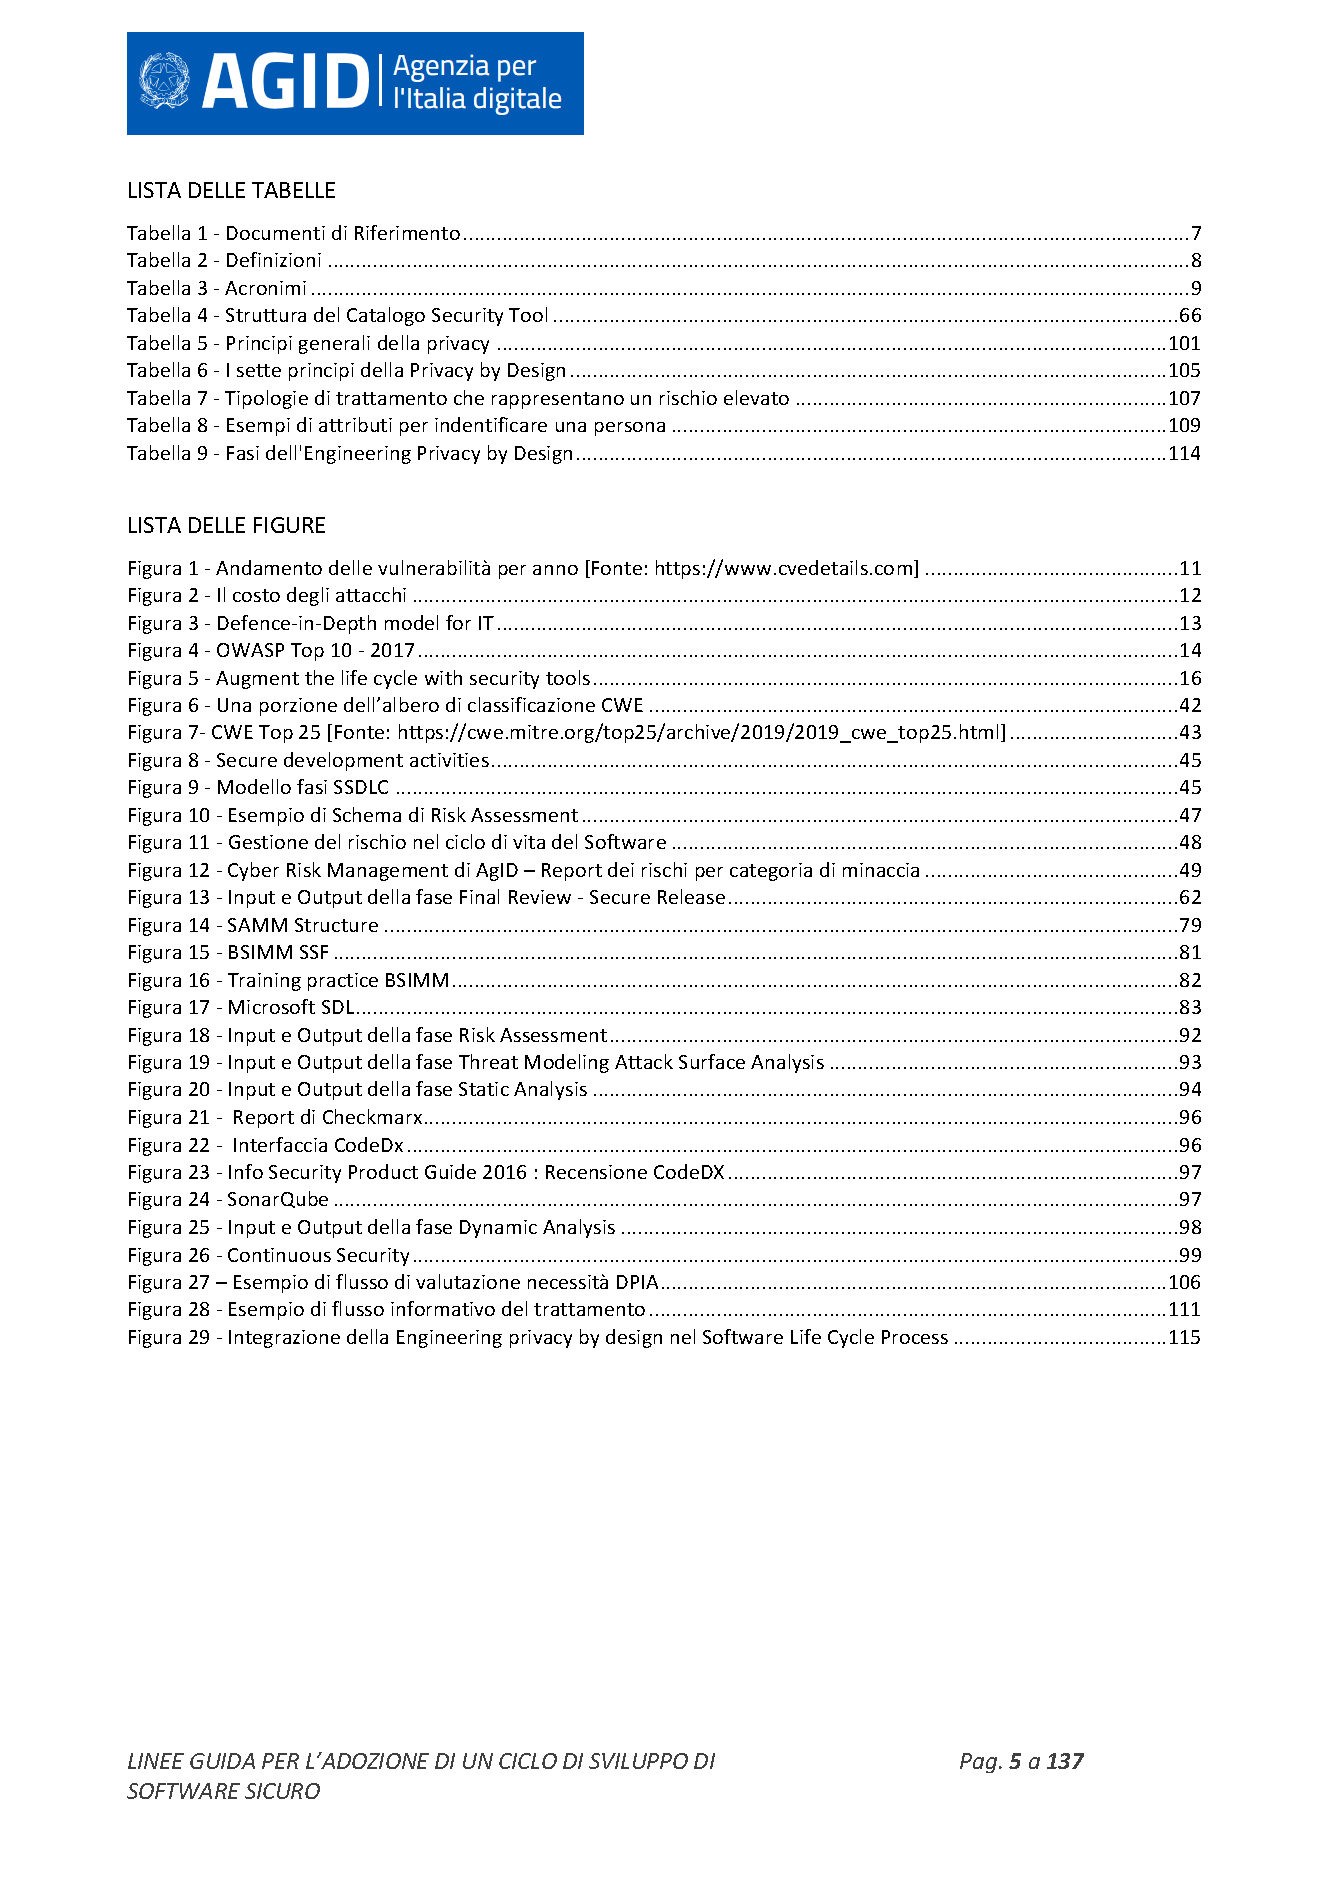 AGID Agenzia per
l'Italia digitale
LISTA DELLE TABELLE
Tabella 1 - Documenti di Riferimento ........ 7
Tabella 2 - Definizioni ........ 8
Tabella 3 - Acronimi ........ 9
Tabella 4 - Struttura del Catalogo Security Tool ........ 66
Tabella 5 - Principi generali della privacy ........ 101
Tabella 6 - I sette principi della Privacy by Design ........ 105
Tabella 7 - Tipologie di trattamento che rappresentano un rischio elevato ........ 107
Tabella 8 - Esempi di attributi per indentificare una persona ........ 109
Tabella 9 - Fasi dell'Engineering Privacy by Design ........ 114
LISTA DELLE FIGURE
Figura 1 - Andamento delle vulnerabilità per anno [Fonte: https://www.cvedetails.com] ........ 11
Figura 2 - Il costo degli attacchi ........ 12
Figura 3 - Defence-in-Depth model for IT ........ 13
Figura 4 - OWASP Top 10 - 2017 ........ 14
Figura 5 - Augment the life cycle with security tools ........ 16
Figura 6 - Una porzione dell’albero di classificazione CWE ........ 42
Figura 7- CWE Top 25 [Fonte: https://cwe.mitre.org/top25/archive/2019/2019_cwe_top25.html] ........ 43
Figura 8 - Secure development activities ........ 45
Figura 9 - Modello fasi SSDLC ........ 45
Figura 10 - Esempio di Schema di Risk Assessment ........ 47
Figura 11 - Gestione del rischio nel ciclo di vita del Software ........ 48
Figura 12 - Cyber Risk Management di AgID – Report dei rischi per categoria di minaccia ........ 49
Figura 13 - Input e Output della fase Final Review - Secure Release ........ 62
Figura 14 - SAMM Structure ........ 79
Figura 15 - BSIMM SSF ........ 81
Figura 16 - Training practice BSIMM ........ 82
Figura 17 - Microsoft SDL ........ 83
Figura 18 - Input e Output della fase Risk Assessment ........ 92
Figura 19 - Input e Output della fase Threat Modeling Attack Surface Analysis ........ 93
Figura 20 - Input e Output della fase Static Analysis ........ 94
Figura 21 -  Report di Checkmarx ........ 96
Figura 22 -  Interfaccia CodeDx ........ 96
Figura 23 - Info Security Product Guide 2016 : Recensione CodeDX ........ 97
Figura 24 - SonarQube ........ 97
Figura 25 - Input e Output della fase Dynamic Analysis ........ 98
Figura 26 - Continuous Security ........ 99
Figura 27 – Esempio di flusso di valutazione necessità DPIA ........ 106
Figura 28 - Esempio di flusso informativo del trattamento ........ 111
Figura 29 - Integrazione della Engineering privacy by design nel Software Life Cycle Process ........ 115
LINEE GUIDA PER L’ADOZIONE DI UN CICLO DI SVILUPPO DI Pag. 5 a 137
SOFTWARE SICURO